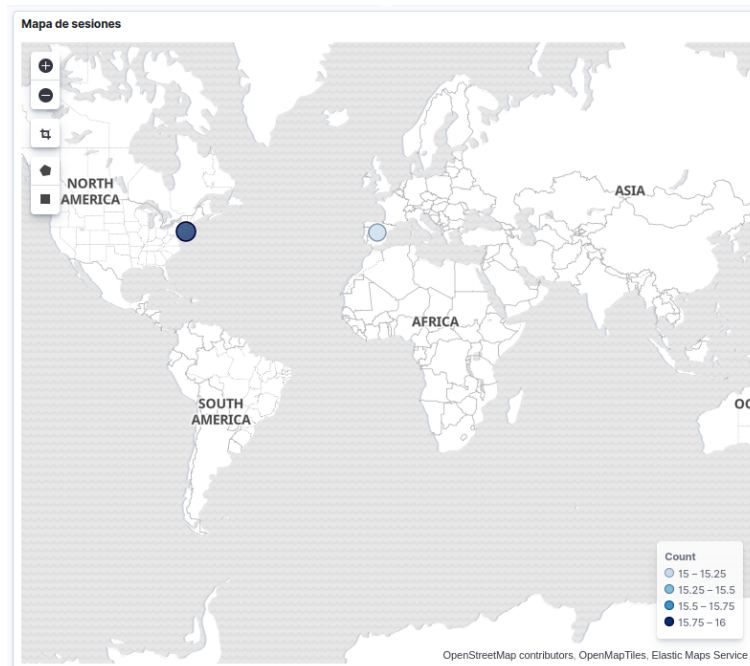 Mapa de sesiones
NORTH
AMERICA
ASIA
AFRICA
SOUTH
AMERICA
OC
Count
15 – 15.25
15.25 – 15.5
15.5 – 15.75
15.75 – 16
OpenStreetMap contributors, OpenMapTiles, Elastic Maps Service